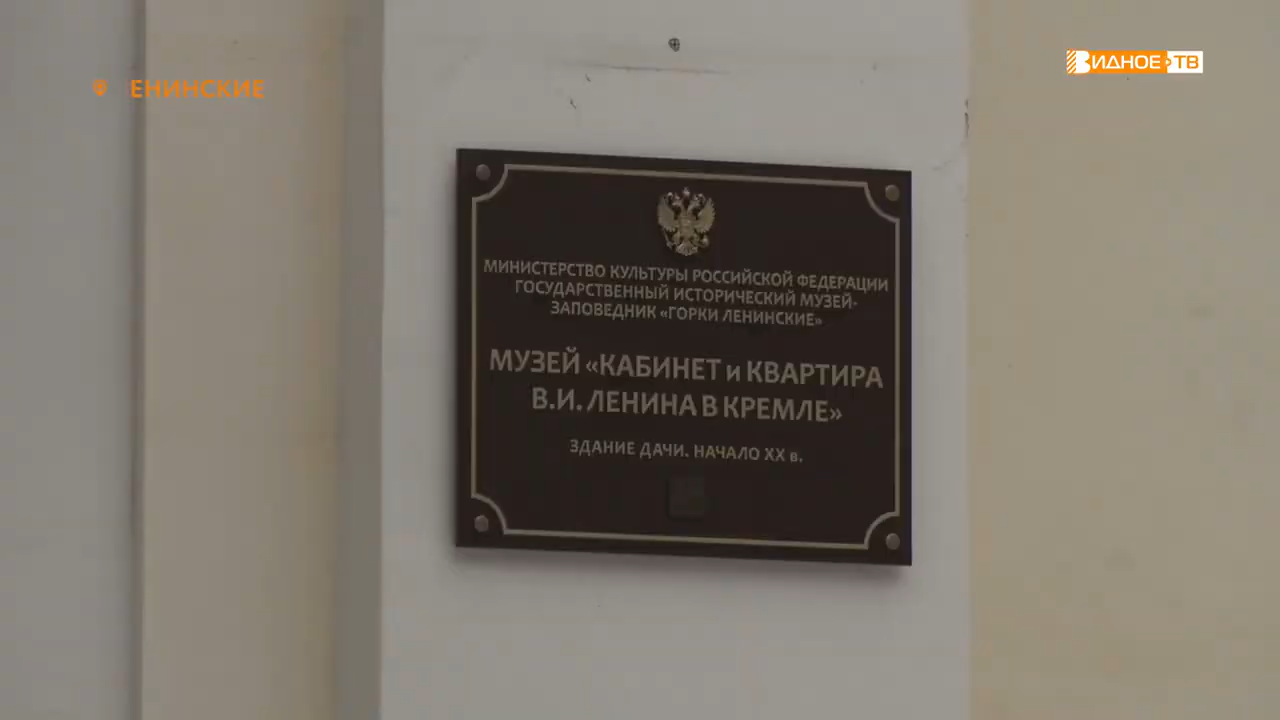 ЕНИНСКИЕ
ВИДНОЕ ТВ
МИНИСТЕРСТВО КУЛЬТУРЫ РОССИЙСКОЙ ФЕДЕРАЦИИ
ГОСУДАРСТВЕННЫЙ ИСТОРИЧЕСКИЙ МУЗЕЙ-
ЗАПОВЕДНИК «ГОРКИ ЛЕНИНСКИЕ»
МУЗЕЙ «КАБИНЕТ и КВАРТИРА
В.И. ЛЕНИНА В КРЕМЛЕ»
ЗДАНИЕ ДАЧИ. НАЧАЛО XX в.